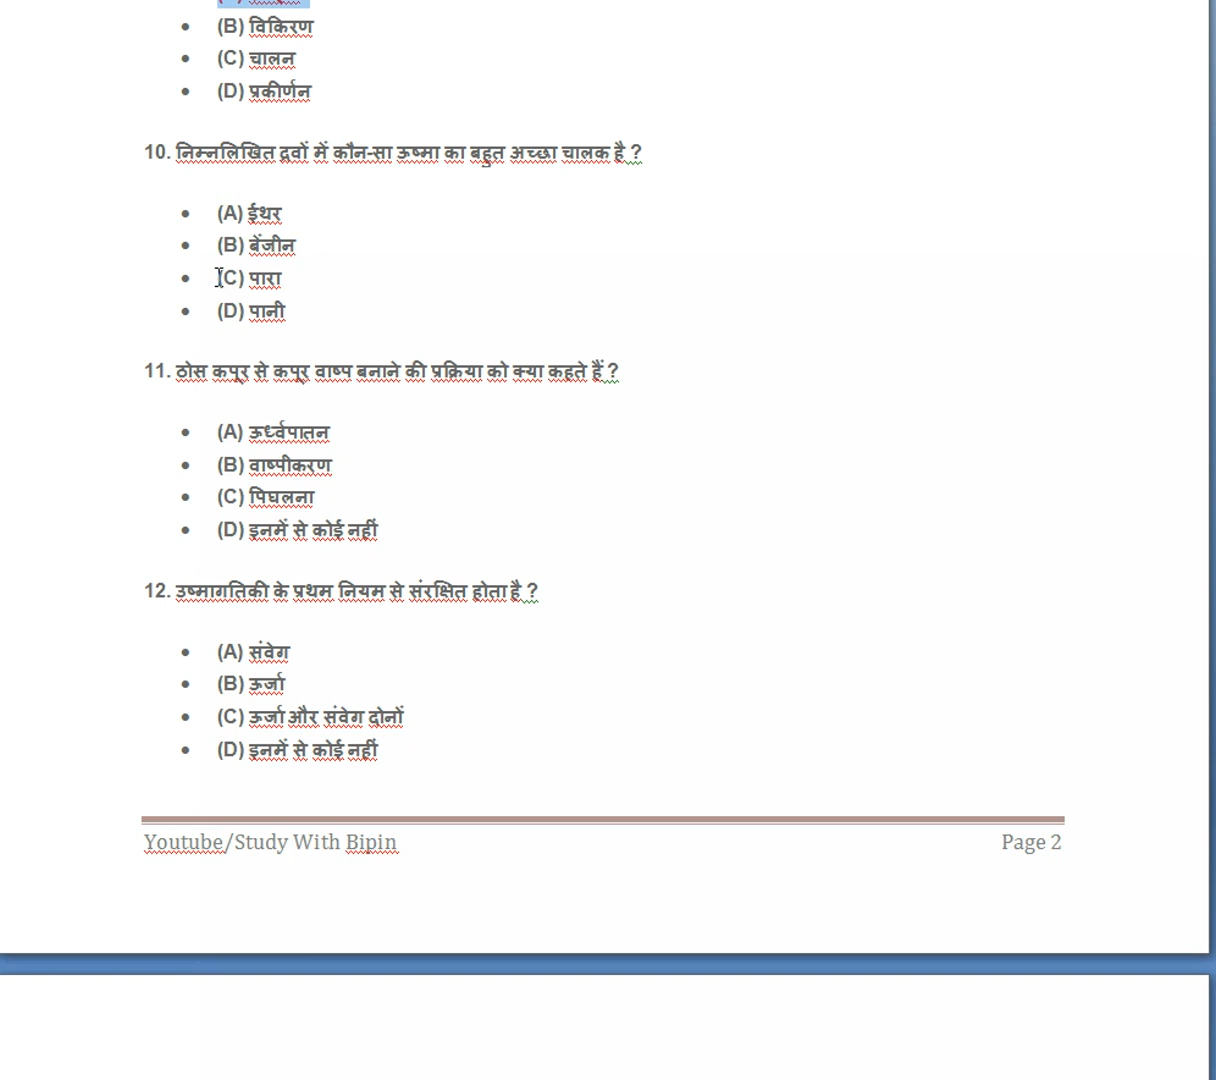 (B) विकिरण
(C) चालन
(D) प्रकीर्णन
10. निम्नलिखित द्रवों में कौन-सा ऊष्मा का बहुत अच्छा चालक है ?
(A) ईथर
(B) बेंजीन
(C) पारा
(D) पानी
11. ठोस कपूर से कपूर वाष्प बनाने की प्रक्रिया को क्या कहते हैं ?
(A) ऊर्ध्वपातन
(B) वाष्पीकरण
(C) पिघलना
(D) इनमें से कोई नहीं
12. उष्मागतिकी के प्रथम नियम से संरक्षित होता है ?
(A) संवेग
(B) ऊर्जा
(C) ऊर्जा और संवेग दोनों
(D) इनमें से कोई नहीं
Youtube/Study With Bipin Page 2